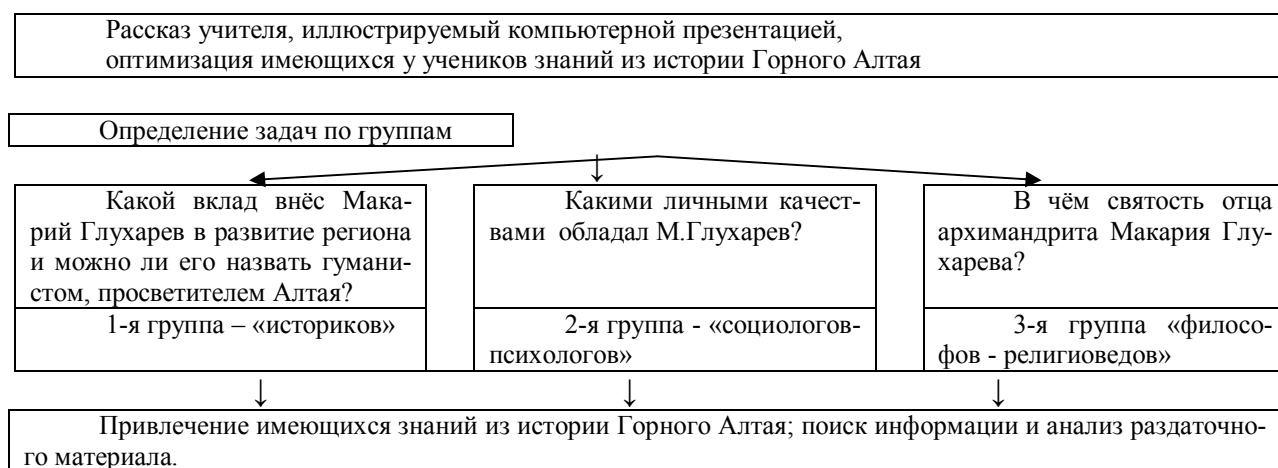 Рассказ учителя, иллюстрируемый компьютерной презентацией,
оптимизация имеющихся у учеников знаний из истории Горного Алтая
Определение задач по группам
↓
Какой вклад внёс Мака-
рий Глухарев в развитие региона
и можно ли его назвать гумани-
стом, просветителем Алтая?
1-я группа – «историков»
Какими личными качест-
вами обладал М.Глухарев?
2-я группа - «социологов-
психологов»
В чём святость отца
архимандрита Макария Глу-
харева?
3-я группа «филосо-
фов - религиоведов»
↓ ↓ ↓
Привлечение имеющихся знаний из истории Горного Алтая; поиск информации и анализ раздаточно-
го материала.